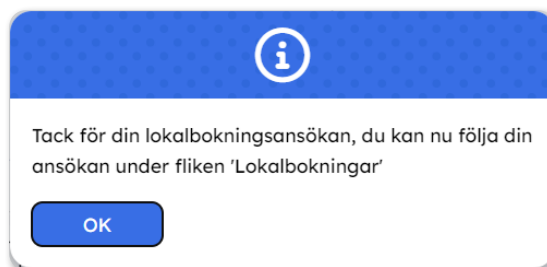 Tack för din lokalbokningsansökan, du kan nu följa din
ansökan under fliken 'Lokalbokningar'
OK